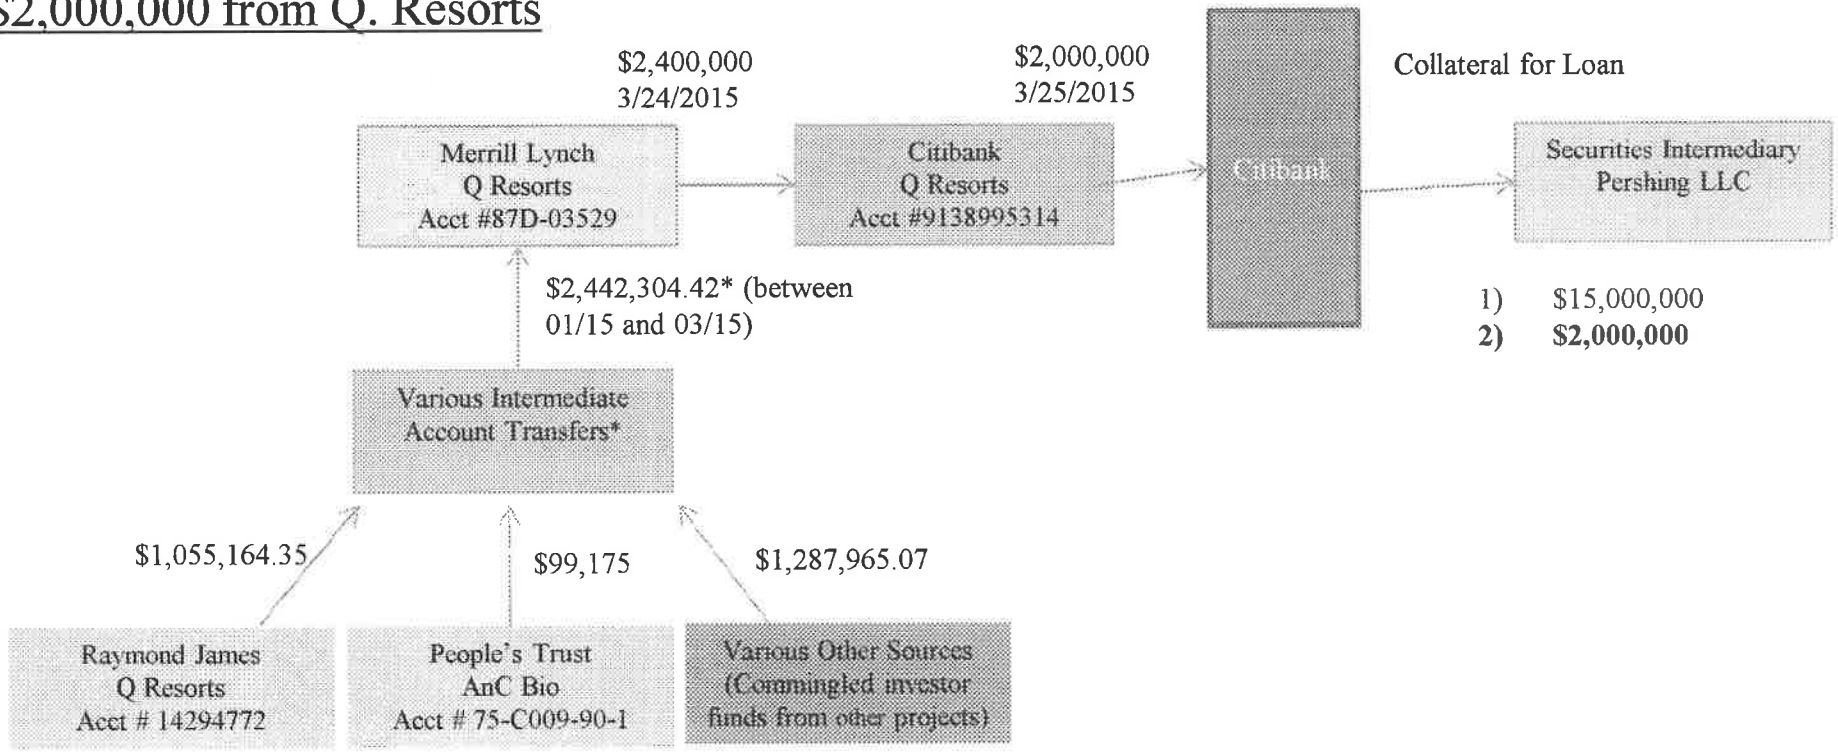 $2,000,000 from Q. Resorts
$2,400,000
3/24/2015
$2,000,000
3/25/2015
Collateral for Loan
Merrill Lynch
Q Resorts
Acct #87D-03529
Citibank
Q Resorts
Acct #9138995314
Citibank
Securities Intermediary
Pershing LLC
$2,442,304.42* (between
01/15 and 03/15)
1) $15,000,000
2) $2,000,000
Various Intermediate
Account Transfers*
$1,055,164.35
$99,175
$1,287,965.07
Raymond James
Q Resorts
Acct # 14294772
People's Trust
AnC Bio
Acct # 75-C009-90-1
Various Other Sources
(Commingled investor
funds from other projects)